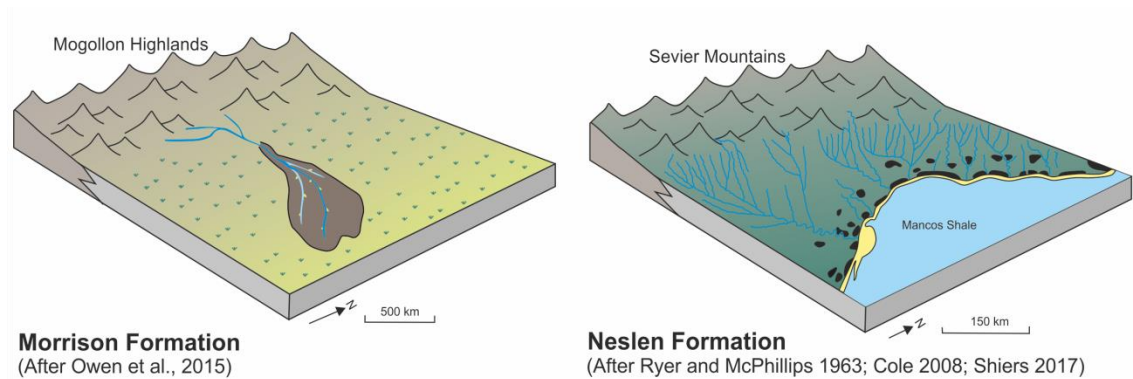 Mogollon Highlands
N
500 km
Morrison Formation
(After Owen et al., 2015)
Sevier Mountains
Mancos Shale
N
150 km
Neslen Formation
(After Ryer and McPhillips 1963; Cole 2008; Shiers 2017)